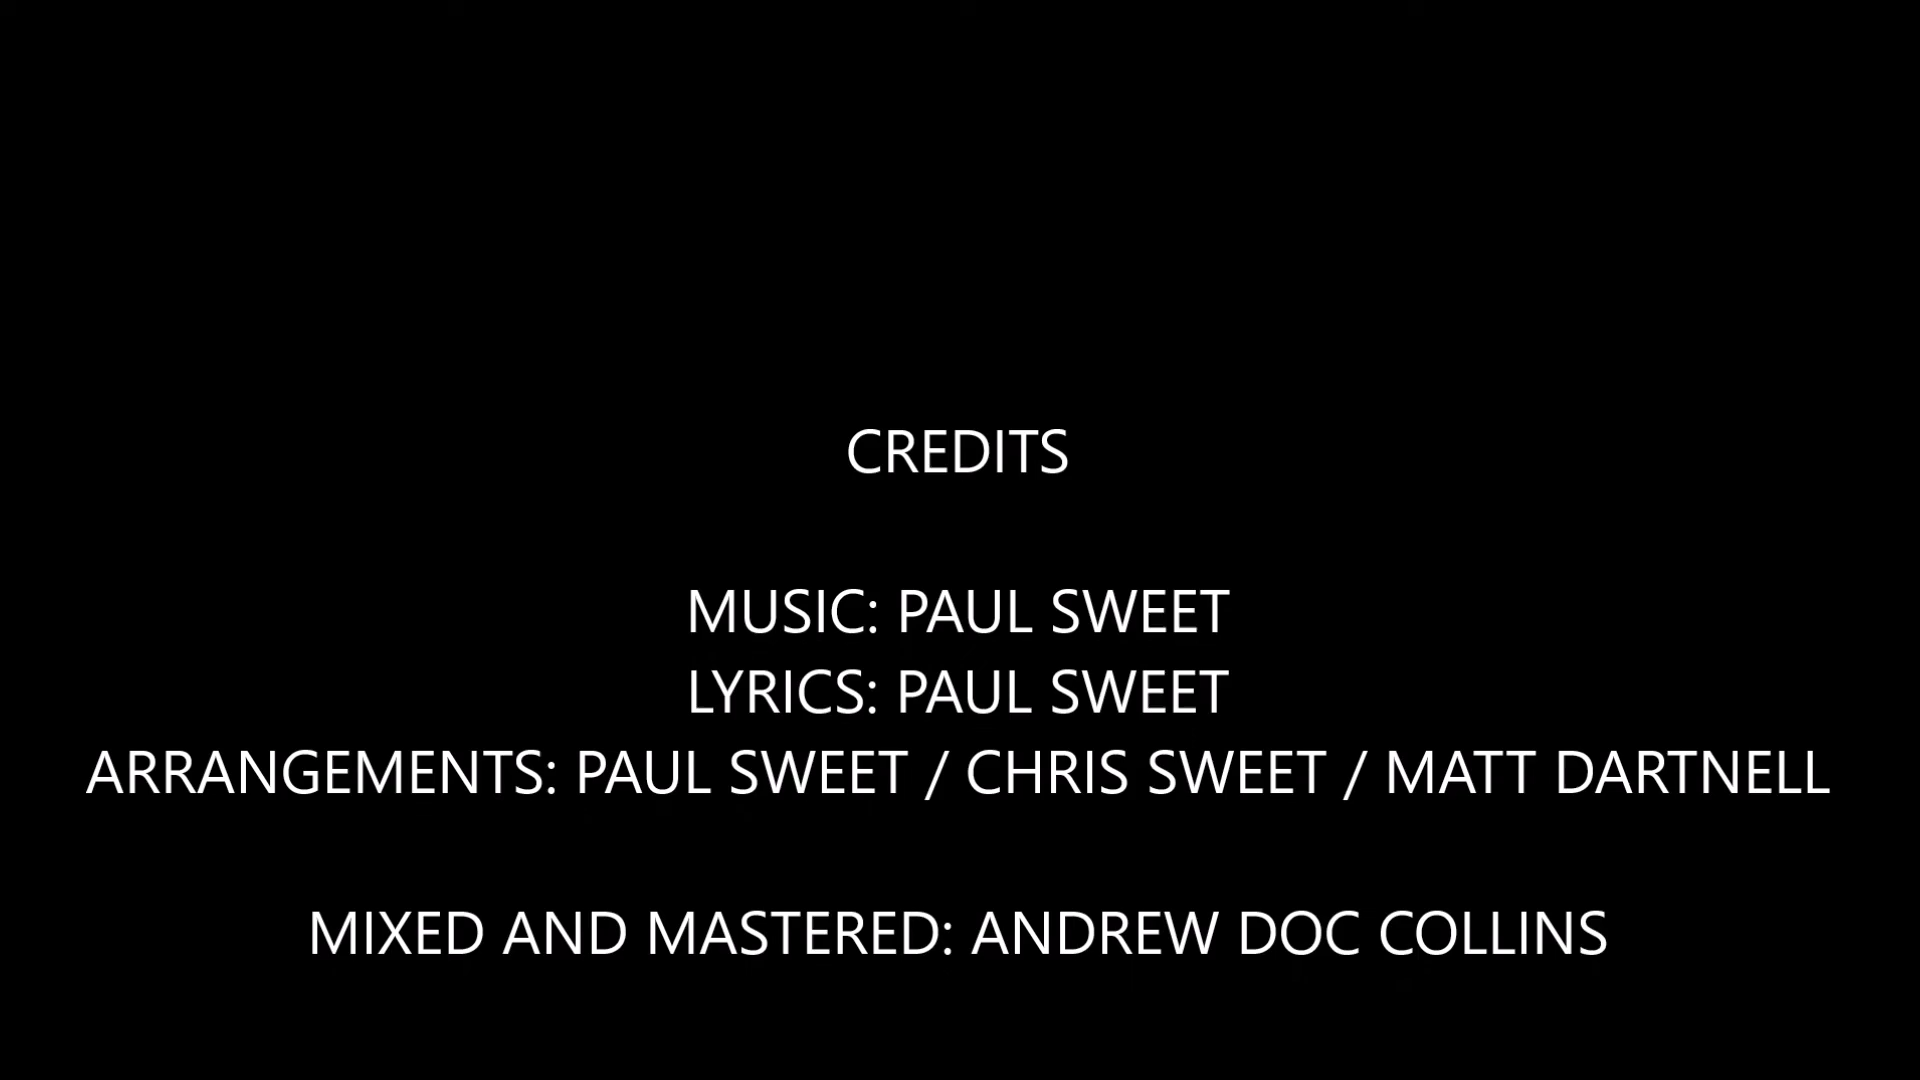 CREDITS
MUSIC: PAUL SWEET
LYRICS: PAUL SWEET
ARRANGEMENTS: PAUL SWEET / CHRIS SWEET / MATT DARTNELL
MIXED AND MASTERED: ANDREW DOC COLLINS